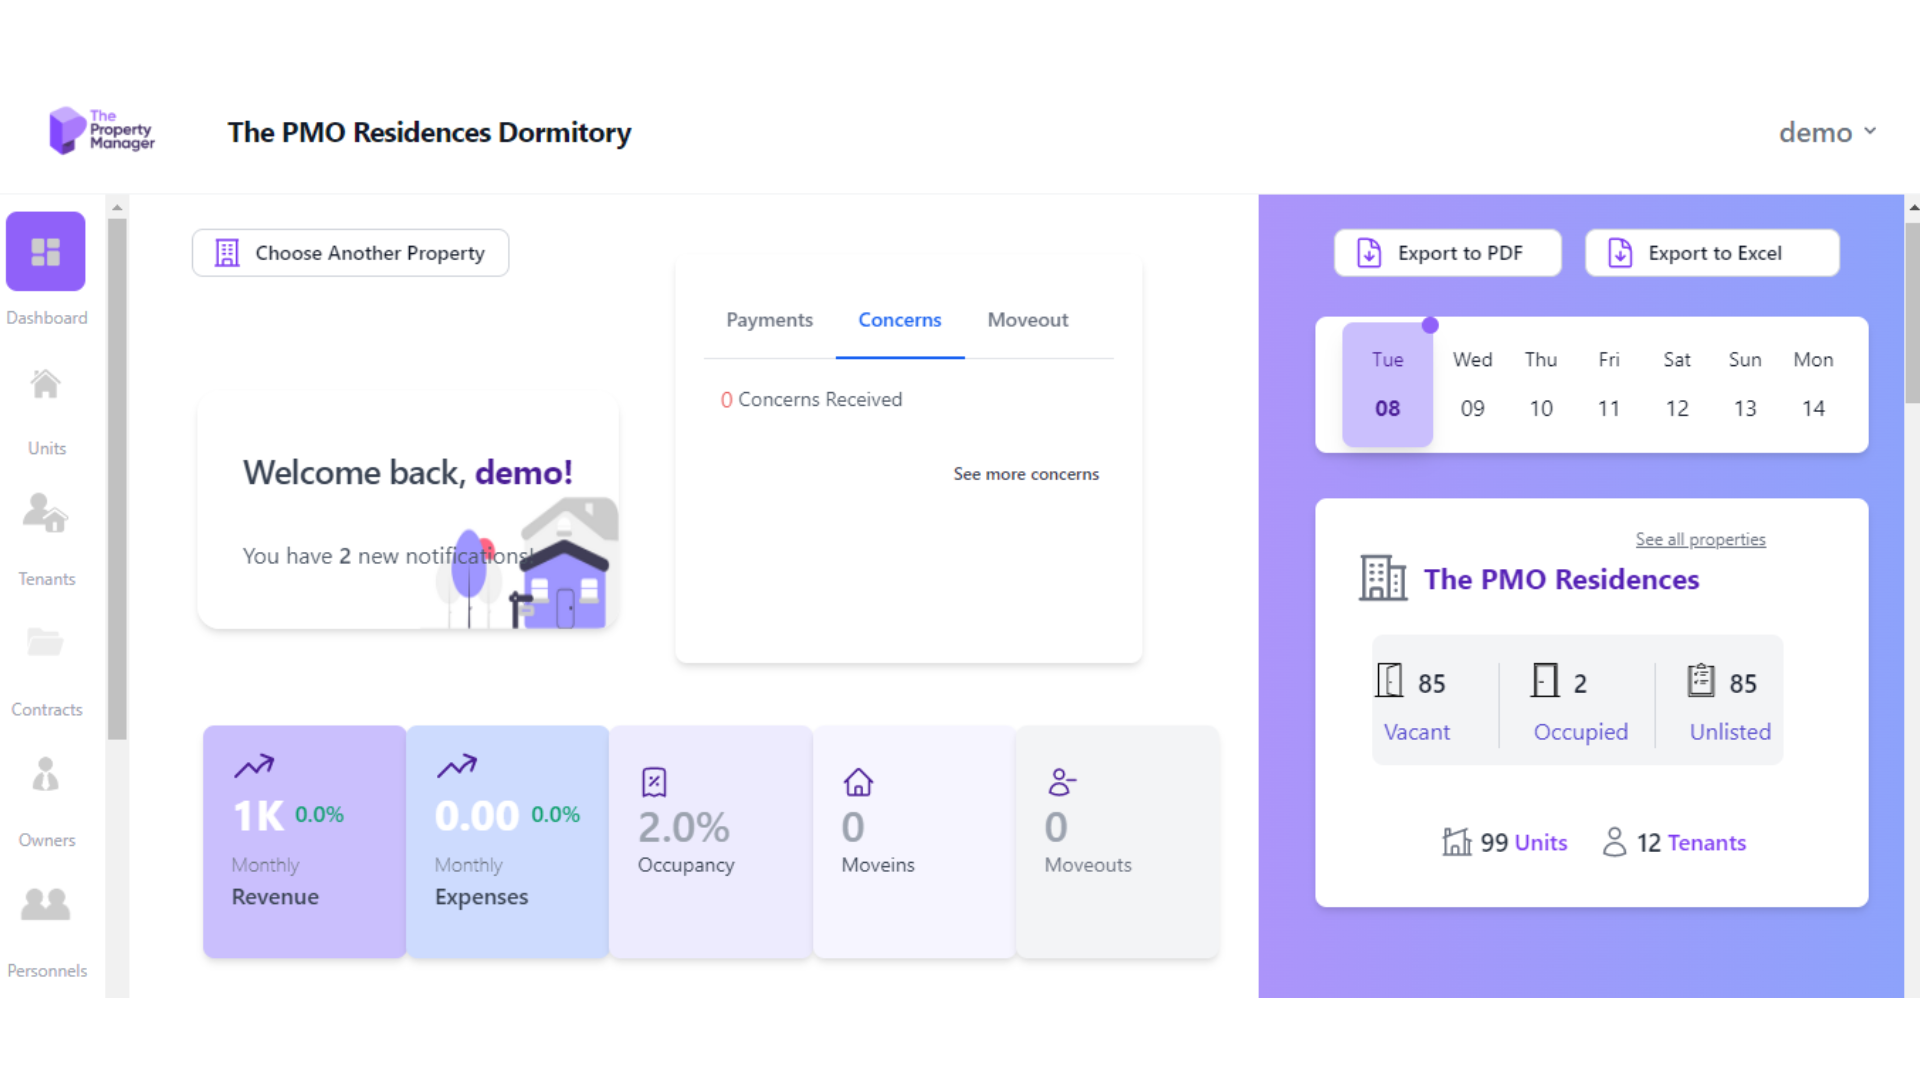 The
Property
Manager
The PMO Residences Dormitory
demo
Dashboard
Units
Tenants
Contracts
Owners
Personnels
Choose Another Property
Welcome back, demo!
You have 2 new notifications!
Payments Concerns Moveout
0 Concerns Received
See more concerns
1K 0.0%
Monthly
Revenue
0.00 0.0%
Monthly
Expenses
2.0%
Occupancy
0
Moveins
0
Moveouts
Export to PDF Export to Excel
Tue Wed Thu Fri Sat Sun Mon
08 09 10 11 12 13 14
See all properties
The PMO Residences
85 2 85
Vacant Occupied Unlisted
99 Units 12 Tenants